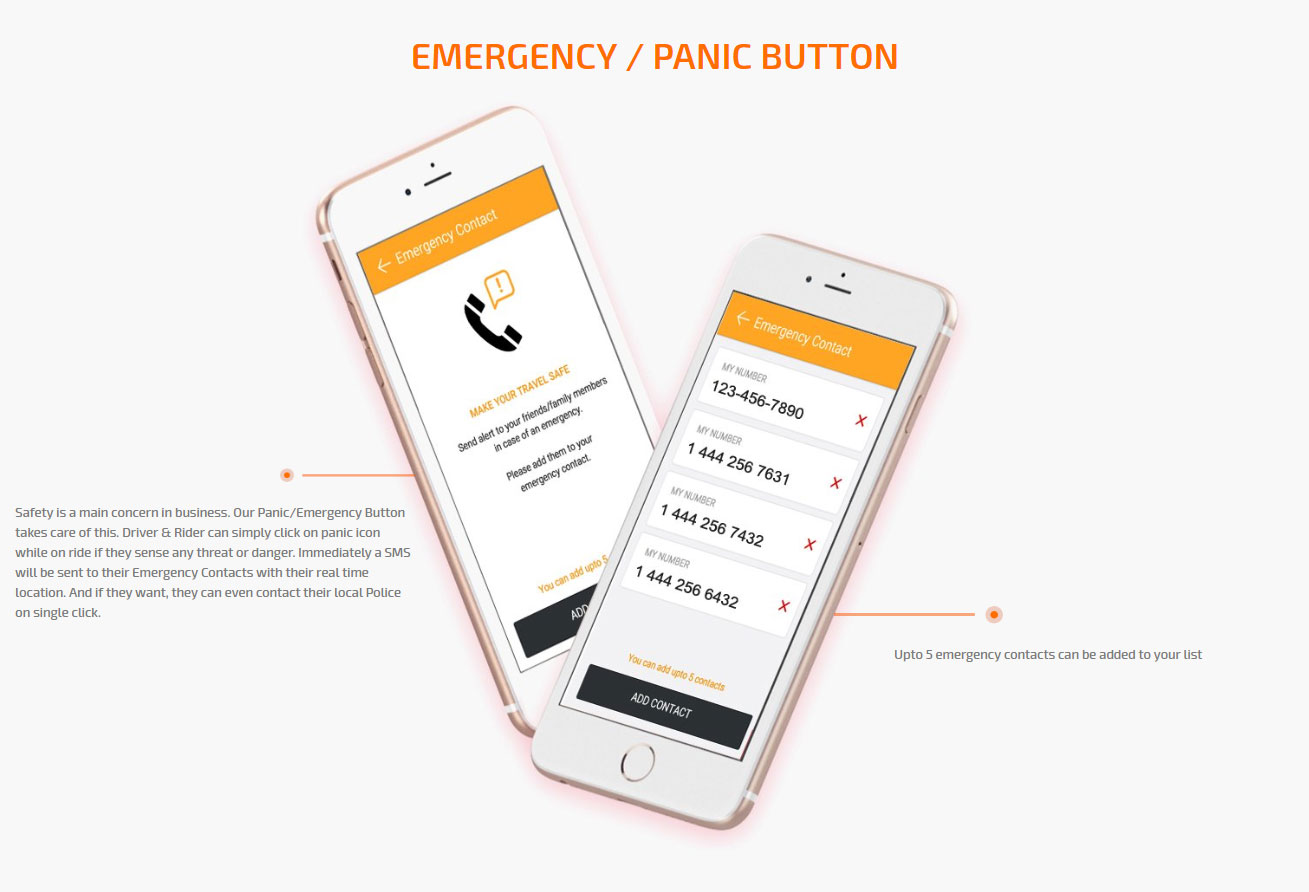 EMERGENCY / PANIC BUTTON
Emergency Contact
MAKE YOUR TRAVEL SAFE
Send alert to your friends/family members
in case of an emergency.
Please add them to your
emergency contact.
You can add upto 5
ADD
Safety is a main concern in business. Our Panic/Emergency Button
takes care of this. Driver & Rider can simply click on panic icon
while on ride if they sense any threat or danger. Immediately a SMS
will be sent to their Emergency Contacts with their real time
location. And if they want, they can even contact their local Police
on single click.
Emergency Contact
MY NUMBER
123-456-7890
MY NUMBER
1 444 256 7631
MY NUMBER
1 444 256 7432
MY NUMBER
1 444 256 6432
You can add upto 5 contacts
ADD CONTACT
Upto 5 emergency contacts can be added to your list